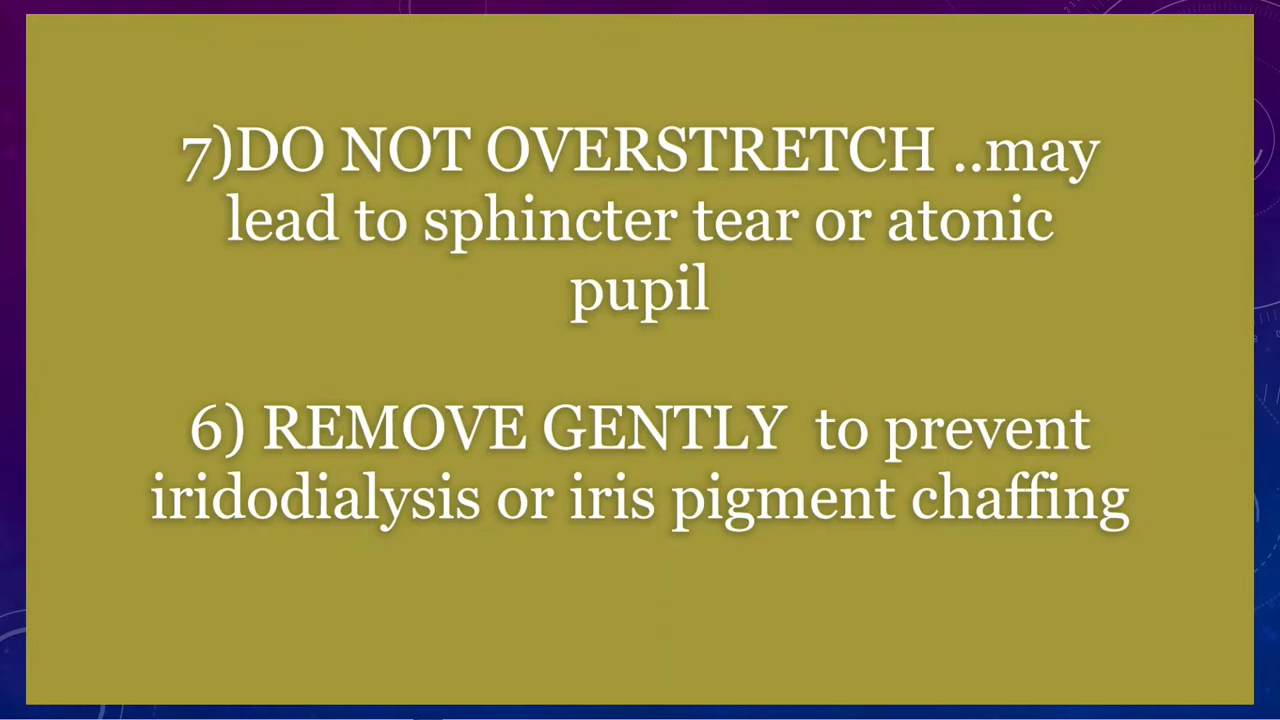 7)DO NOT OVERSTRETCH ..may
lead to sphincter tear or atonic
pupil
6) REMOVE GENTLY to prevent
iridodialysis or iris pigment chaffing